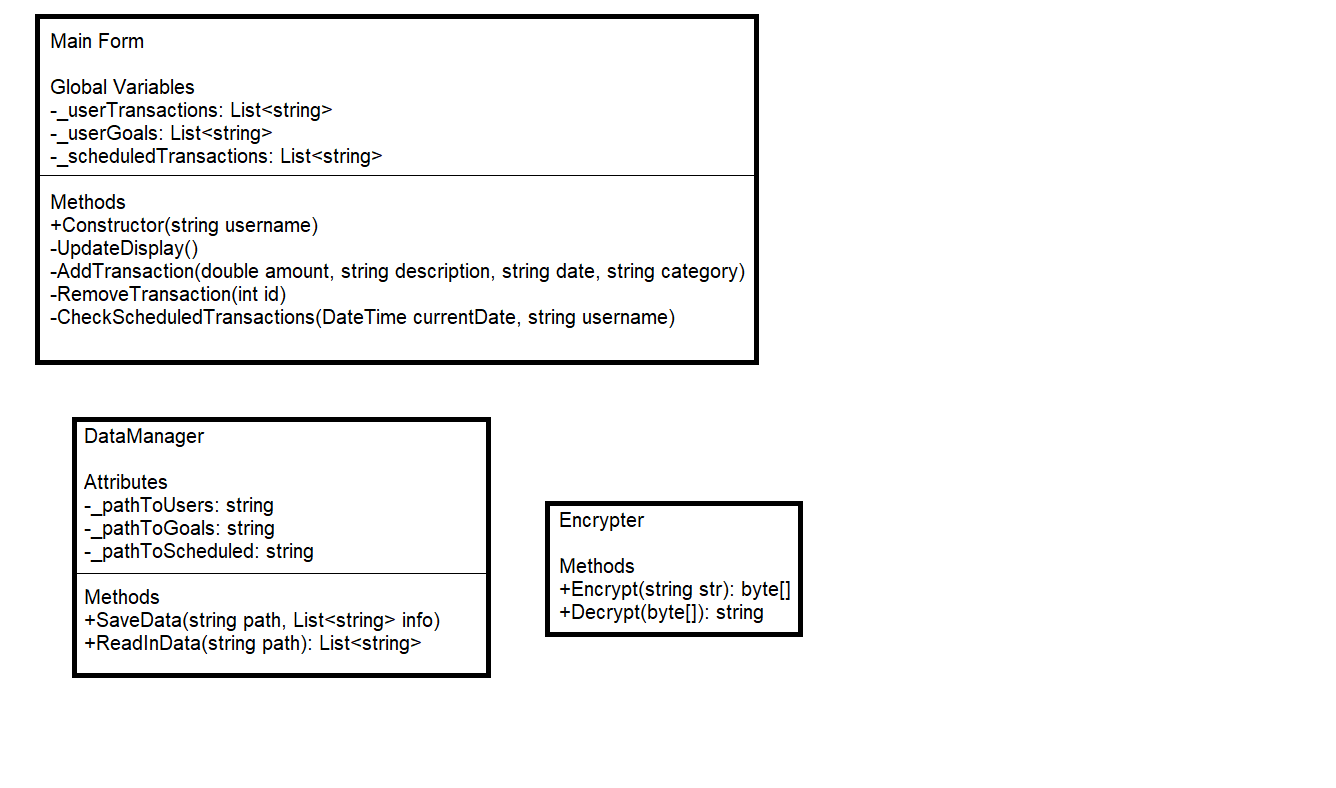 Main Form
Global Variables
-_userTransactions: List<string>
-_userGoals: List<string>
-_scheduledTransactions: List<string>
Methods
+Constructor(string username)
-UpdateDisplay()
-AddTransaction(double amount, string description, string date, string category)
-RemoveTransaction(int id)
-CheckScheduledTransactions(DateTime currentDate, string username)
DataManager
Attributes
-_pathToUsers: string
-_pathToGoals: string
-_pathToScheduled: string
Methods
+SaveData(string path, List<string> info)
+ReadInData(string path): List<string>
Encrypter
Methods
+Encrypt(string str): byte[]
+Decrypt(byte[]): string